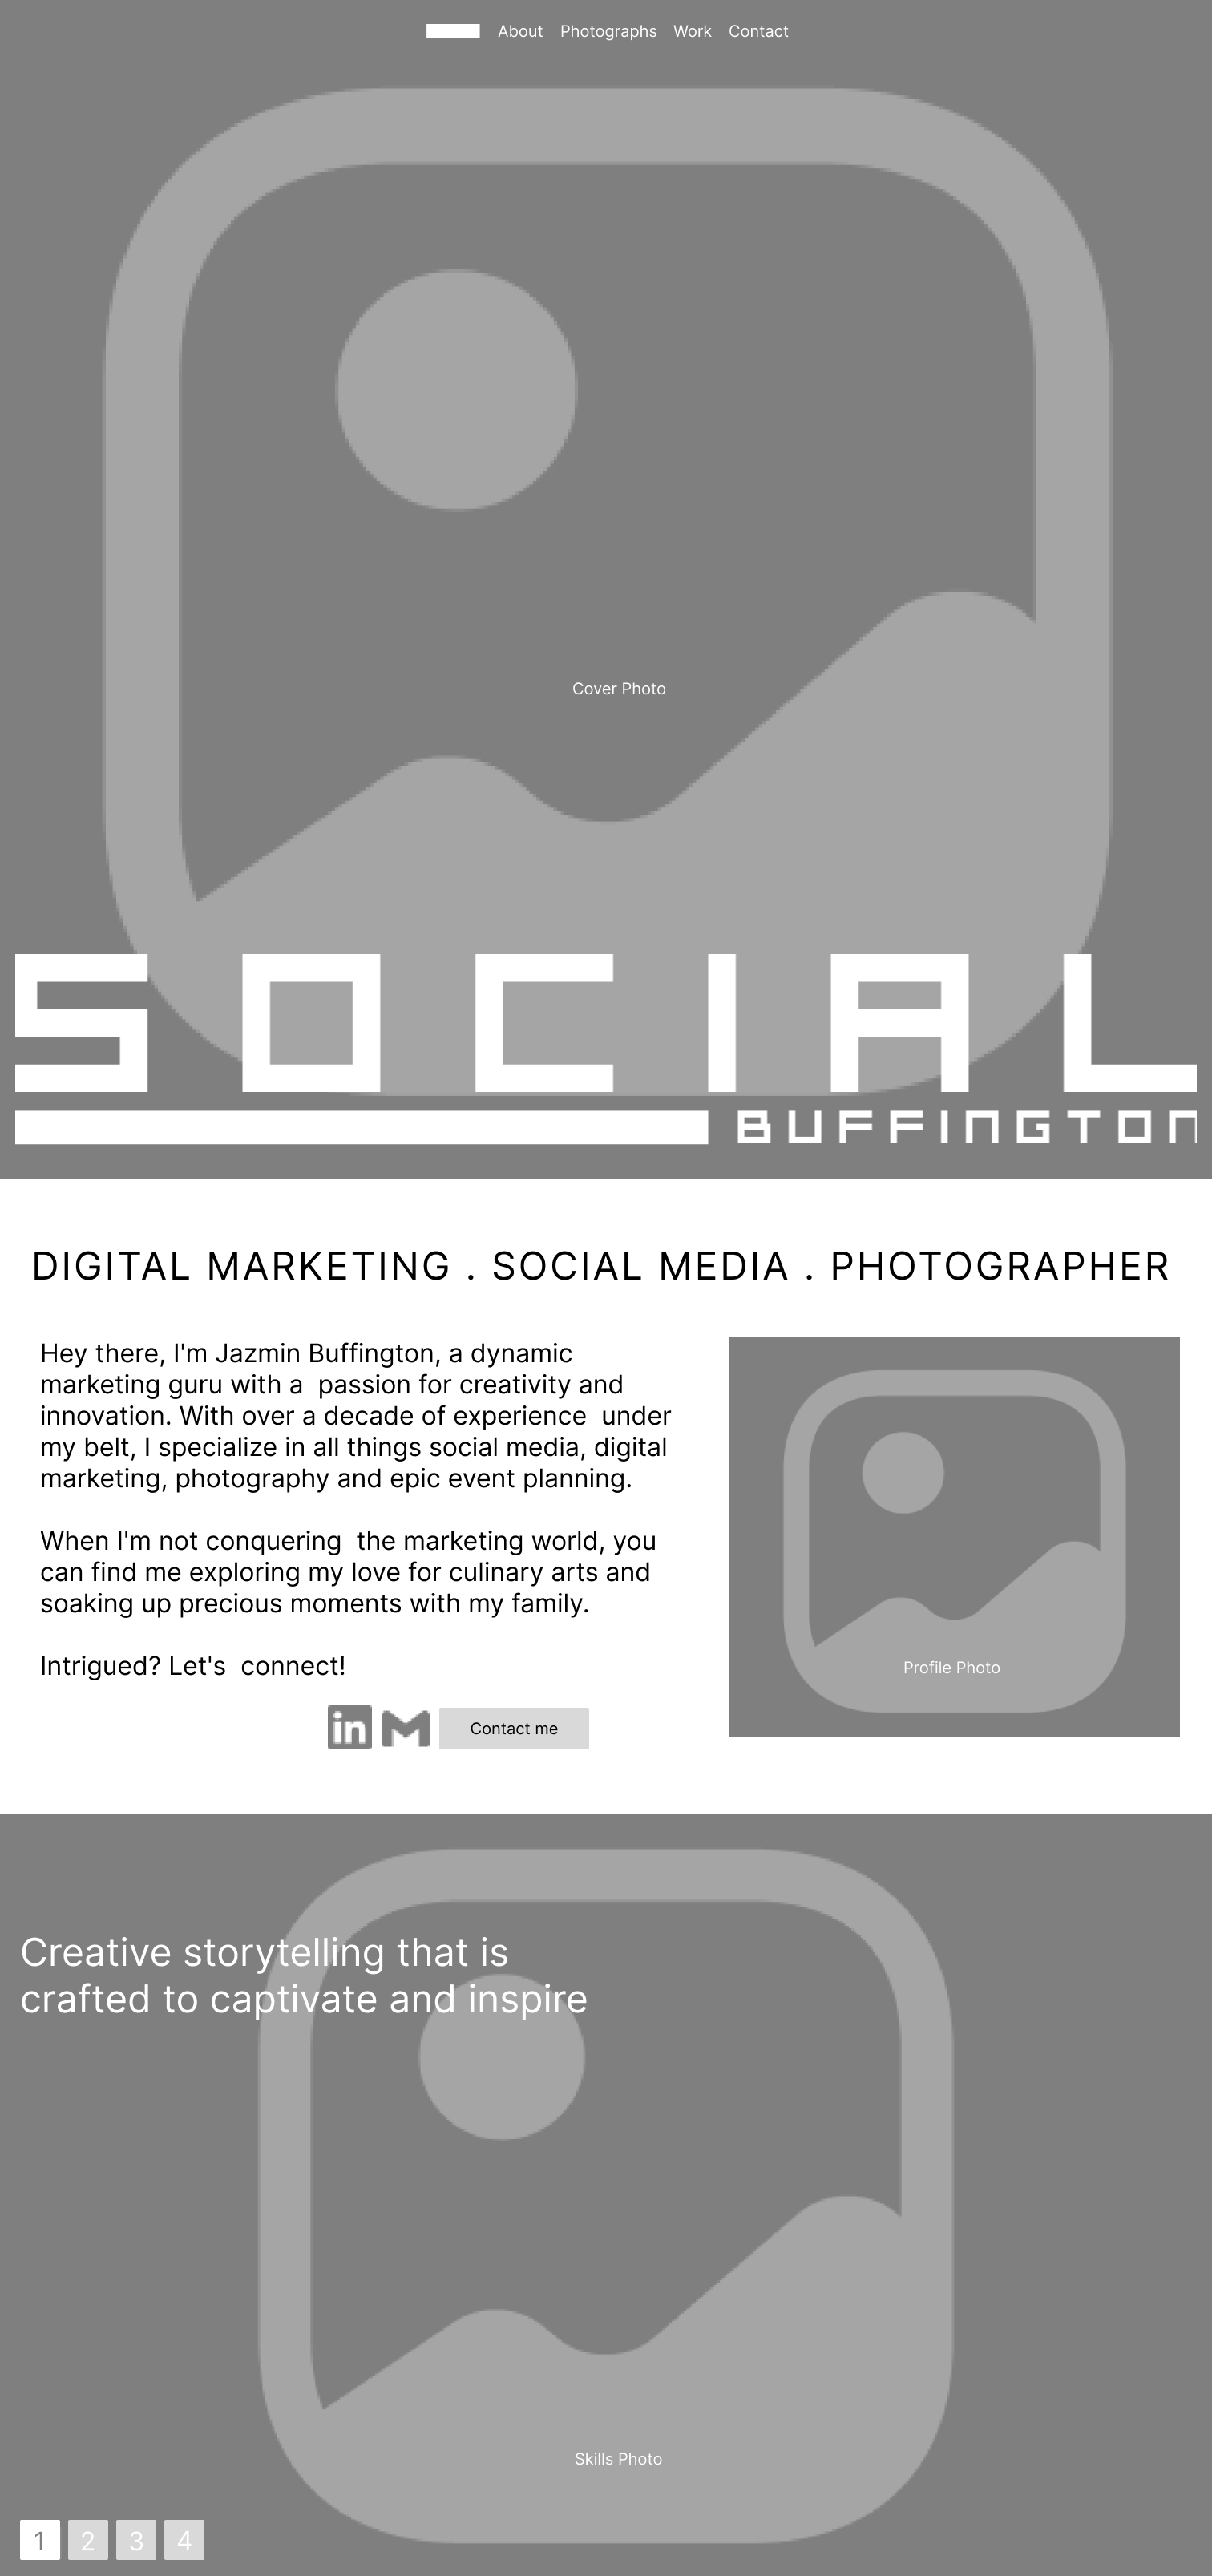 About Photographs Work Contact
Cover Photo
SOCIAL
BUFFINGTON
DIGITAL MARKETING . SOCIAL MEDIA . PHOTOGRAPHER
Hey there, I'm Jazmin Buffington, a dynamic
marketing guru with a  passion for creativity and
innovation. With over a decade of experience  under
my belt, I specialize in all things social media, digital
marketing, photography and epic event planning.
When I'm not conquering  the marketing world, you
can find me exploring my love for culinary arts and
soaking up precious moments with my family.
Intrigued? Let's  connect!
Profile Photo
in M Contact me
Creative storytelling that is
crafted to captivate and inspire
Skills Photo
1 2 3 4